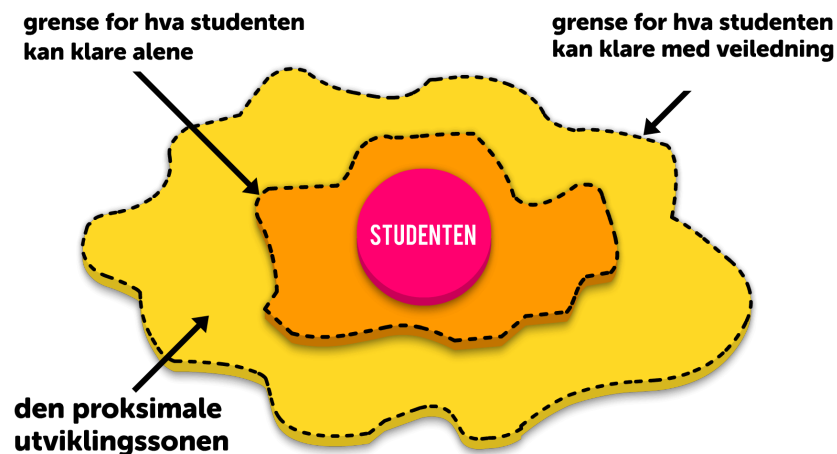 grense for hva studenten
kan klare alene
grense for hva studenten
kan klare med veiledning
STUDENTEN
den proksimale
utviklingssonen